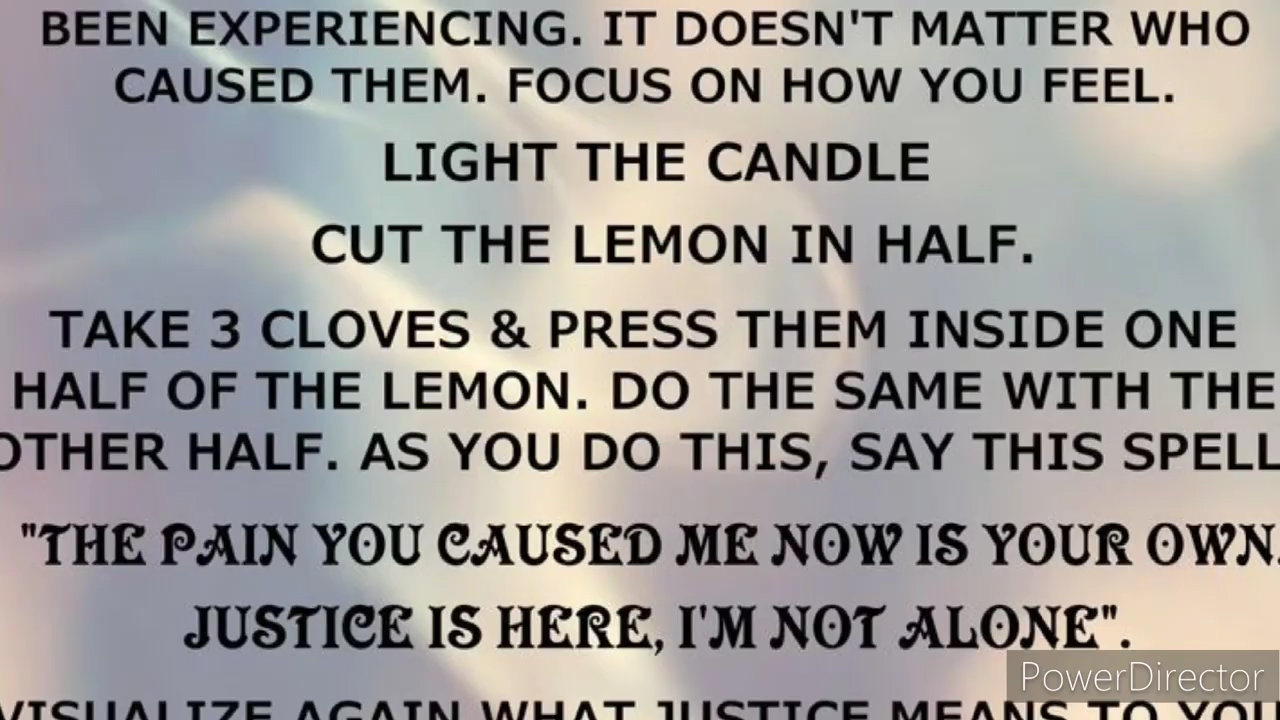 BEEN EXPERIENCING. IT DOESN'T MATTER WHO
CAUSED THEM. FOCUS ON HOW YOU FEEL.
LIGHT THE CANDLE
CUT THE LEMON IN HALF.
TAKE 3 CLOVES & PRESS THEM INSIDE ONE
HALF OF THE LEMON. DO THE SAME WITH THE
OTHER HALF. AS YOU DO THIS, SAY THIS SPELL
"THE PAIN YOU CAUSED ME NOW IS YOUR OWN.
JUSTICE IS HERE, I'M NOT ALONE".
PowerDirector
VISUALIZE AGAIN WHAT JUSTICE MEANS TO YOU